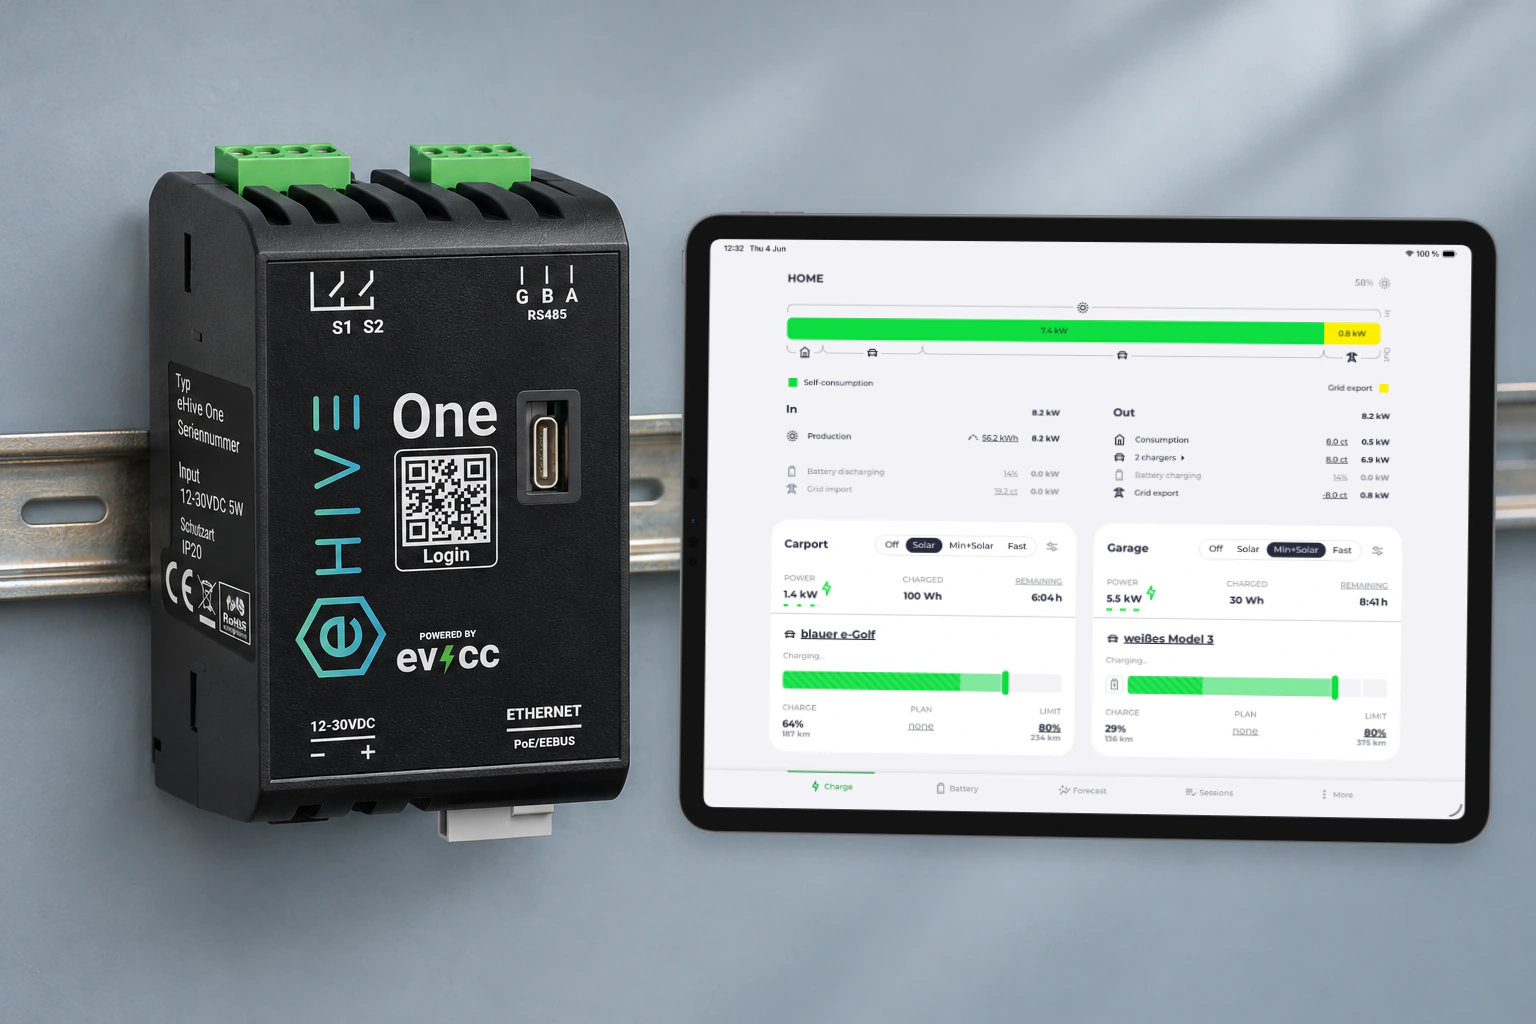 S1 S2
G B A
RS485
Typ
eHive One
Seriennummer
Input
12-30VDC 5W
Schutzart
IP20
CE
RoHS
HIVE
e
One
Login
POWERED BY
evcc
12-30VDC
- +
ETHERNET
PoE/EEBUS
12:32 Thu 4 Jun
100 %
HOME
58%
In
7.4 kW
0.8 kW
Out
Self-consumption
Grid export
In 8.2 kW
Production 56.2 kWh 8.2 kW
Battery discharging 14% 0.0 kW
Grid import 19.2 ct 0.0 kW
Out 8.2 kW
Consumption 8.0 ct 0.5 kW
2 chargers 8.0 ct 6.9 kW
Battery charging 14% 0.0 kW
Grid export -8.0 ct 0.8 kW
Carport
Off Solar Min+Solar Fast
POWER CHARGED REMAINING
1.4 kW 100 Wh 6:04 h
blauer e-Golf
Charging...
CHARGE PLAN LIMIT
64% none 80%
187 km 234 km
Garage
Off Solar Min+Solar Fast
POWER CHARGED REMAINING
5.5 kW 30 Wh 8:41 h
weißes Model 3
Charging...
CHARGE PLAN LIMIT
29% none 80%
136 km 375 km
Charge Battery Forecast Sessions More